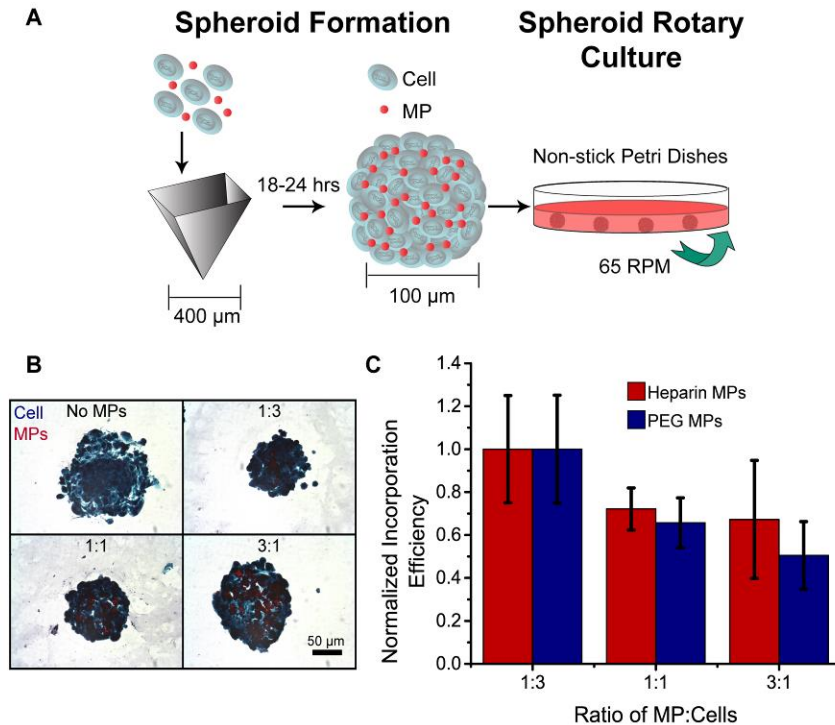 A
Spheroid Formation
Spheroid Rotary
Culture
Cell
MP
Non-stick Petri Dishes
18-24 hrs
65 RPM
400 µm
100 µm
B
Cell
MPs
No MPs
1:3
1:1
3:1
50 µm
C
Normalized Incorporation
Efficiency
1.4
1.2
1.0
0.8
0.6
0.4
0.2
0.0
Heparin MPs
PEG MPs
1:3
1:1
3:1
Ratio of MP:Cells